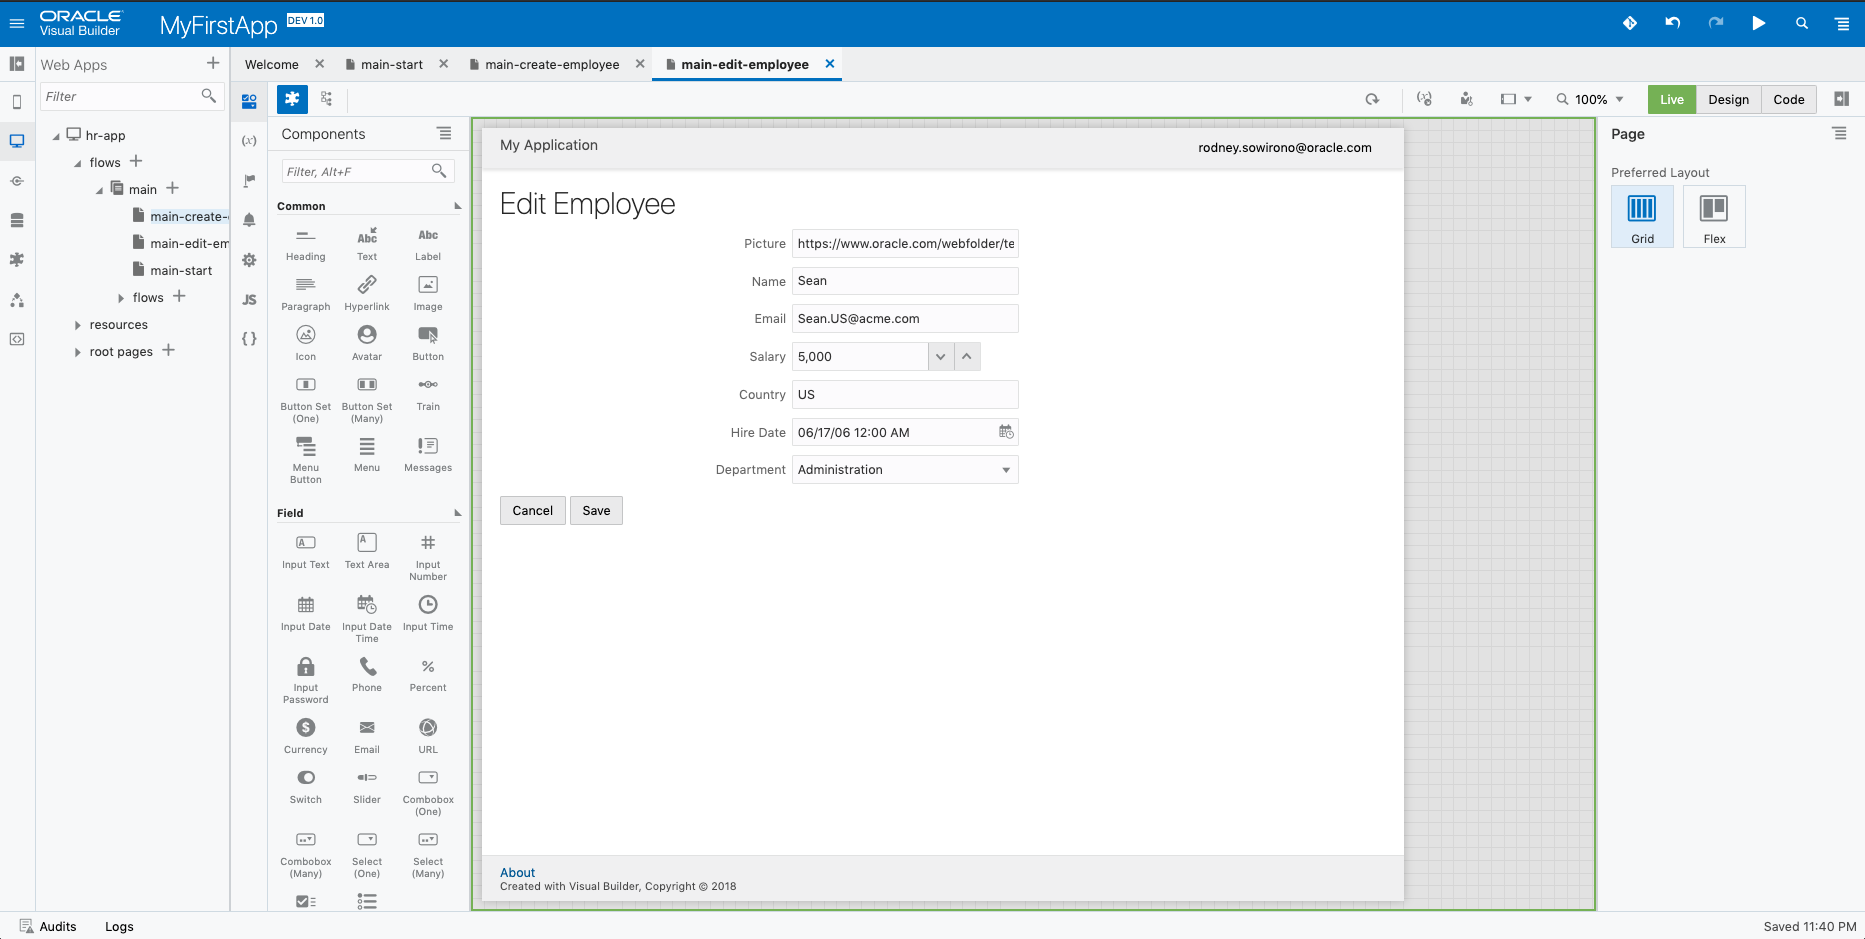 ORACLE
Visual Builder
MyFirstApp DEV 1.0
Web Apps
Filter
hr-app
flows
main
main-create-
main-edit-em
main-start
flows
resources
root pages
Welcome
main-start
main-create-employee
main-edit-employee
100%
Live
Design
Code
(x)
JS
{ }
Components
Filter, Alt+F
Common
Heading
Abc
Text
Abc
Label
Paragraph
Hyperlink
Image
Icon
Avatar
Button
Button Set
(One)
Button Set
(Many)
Train
Menu
Button
Menu
Messages
Field
Input Text
Text Area
Input
Number
Input Date
Input Date
Time
Input Time
Input
Password
Phone
Percent
Currency
Email
URL
Switch
Slider
Combobox
(One)
Combobox
(Many)
Select
(One)
Select
(Many)
My Application
rodney.sowirono@oracle.com
Edit Employee
Picture https://www.oracle.com/webfolder/te
Name Sean
Email Sean.US@acme.com
Salary 5,000
Country US
Hire Date 06/17/06 12:00 AM
Department Administration
Cancel Save
About
Created with Visual Builder, Copyright © 2018
Page
Preferred Layout
Grid
Flex
Audits
Logs
Saved 11:40 PM